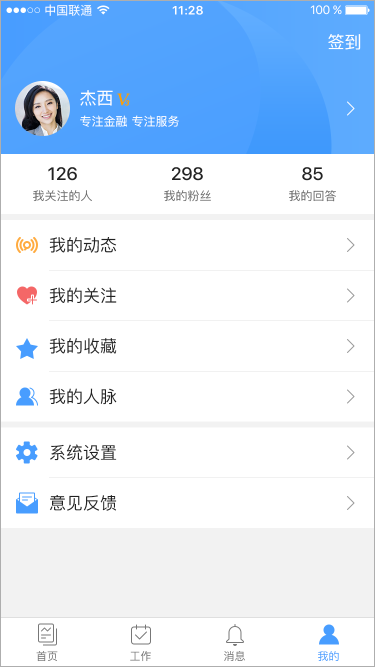 中国联通 11:28 100%
签到
杰西 V3
专注金融 专注服务
126 298 85
我关注的人 我的粉丝 我的回答
我的动态
我的关注
我的收藏
我的人脉
系统设置
意见反馈
首页 工作 消息 我的